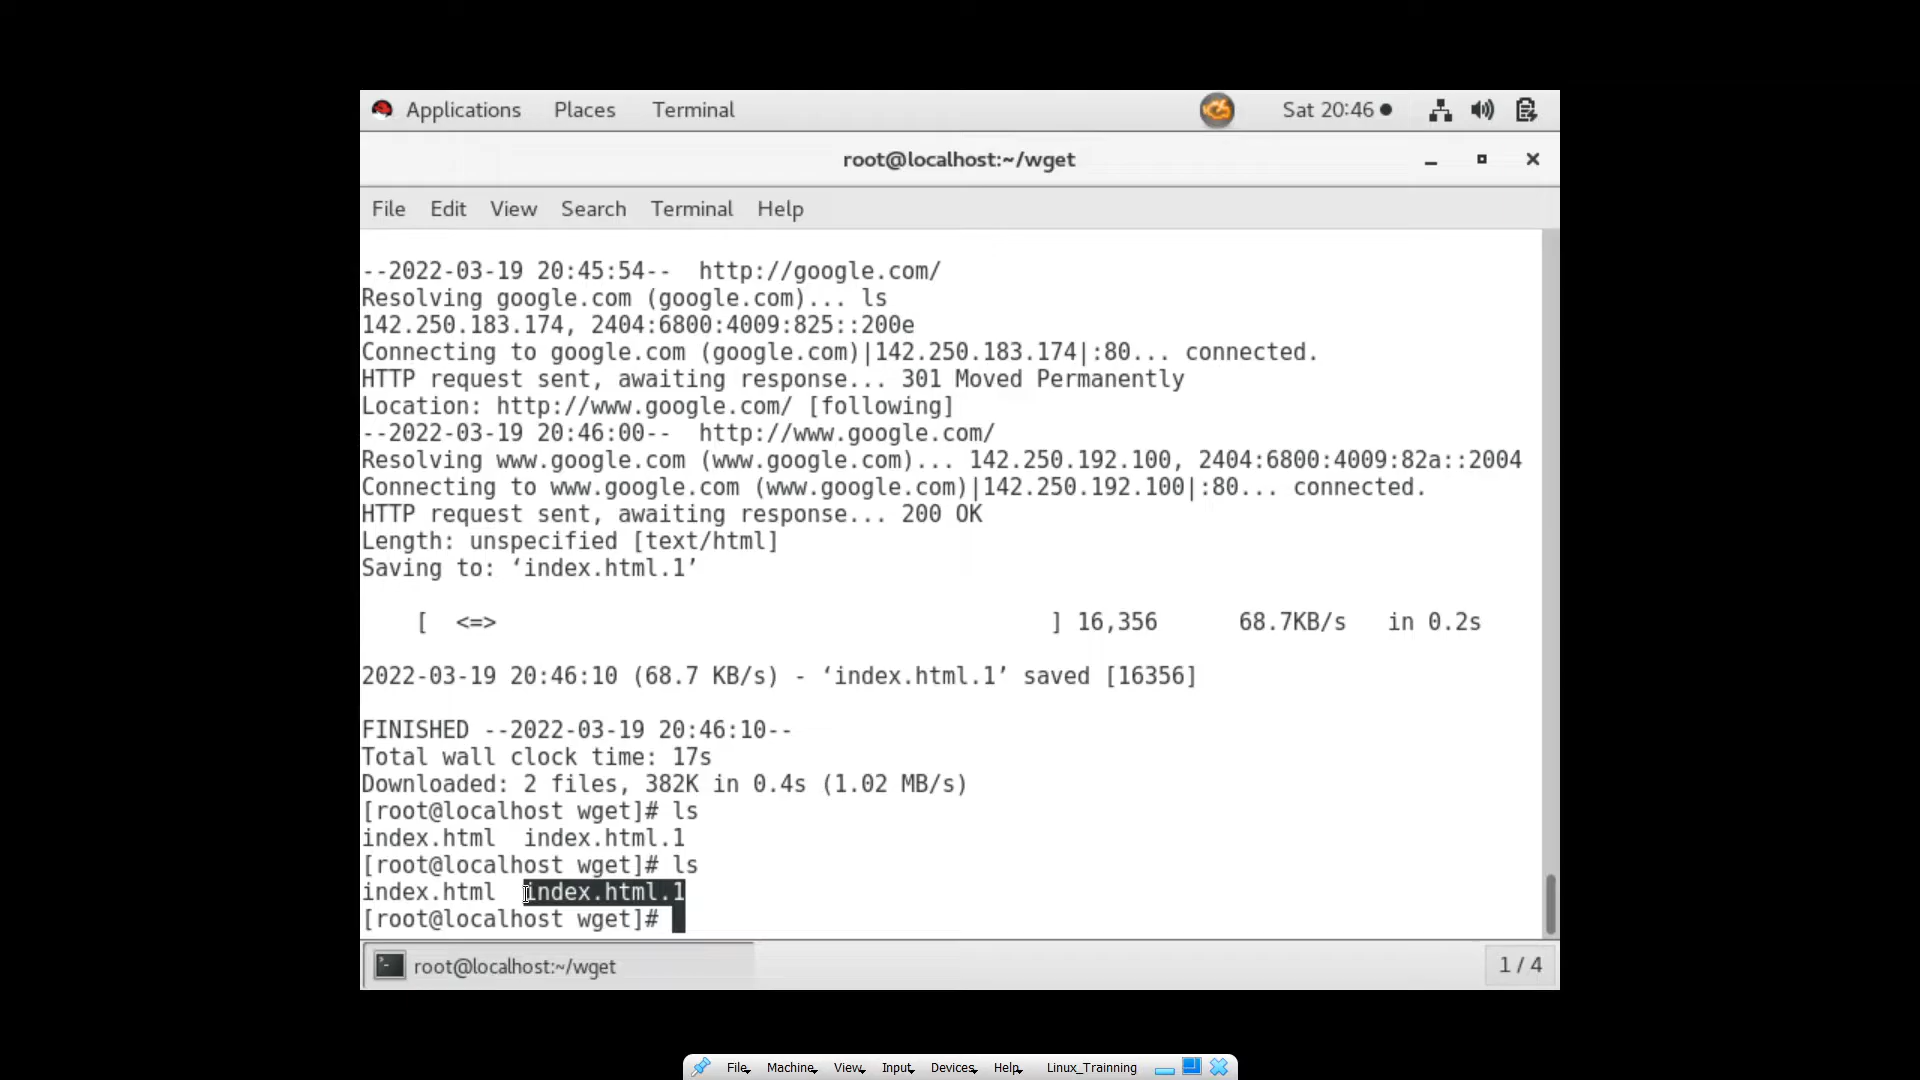 Applications Places Terminal Sat 20:46
root@localhost:~/wget
File Edit View Search Terminal Help
--2022-03-19 20:45:54--  http://google.com/
Resolving google.com (google.com)... ls
142.250.183.174, 2404:6800:4009:825::200e
Connecting to google.com (google.com)|142.250.183.174|:80... connected.
HTTP request sent, awaiting response... 301 Moved Permanently
Location: http://www.google.com/ [following]
--2022-03-19 20:46:00--  http://www.google.com/
Resolving www.google.com (www.google.com)... 142.250.192.100, 2404:6800:4009:82a::2004
Connecting to www.google.com (www.google.com)|142.250.192.100|:80... connected.
HTTP request sent, awaiting response... 200 OK
Length: unspecified [text/html]
Saving to: ‘index.html.1’
[ <=> ] 16,356 68.7KB/s in 0.2s
2022-03-19 20:46:10 (68.7 KB/s) - ‘index.html.1’ saved [16356]
FINISHED --2022-03-19 20:46:10--
Total wall clock time: 17s
Downloaded: 2 files, 382K in 0.4s (1.02 MB/s)
[root@localhost wget]# ls
index.html  index.html.1
[root@localhost wget]# ls
index.html  index.html.1
[root@localhost wget]#
root@localhost:~/wget 1 / 4
File Machine View Input Devices Help Linux_Trainning